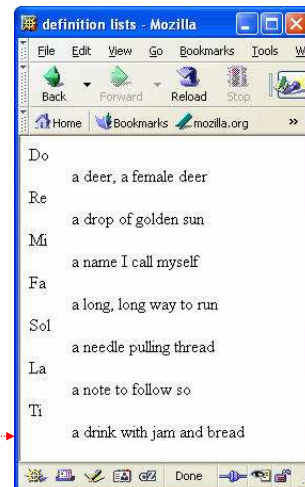 definition lists - Mozilla
File Edit View Go Bookmarks Tools W
Back Forward Reload Stop
Home Bookmarks mozilla.org »
Do
a deer, a female deer
Re
a drop of golden sun
Mi
a name I call myself
Fa
a long, long way to run
Sol
a needle pulling thread
La
a note to follow so
Ti
a drink with jam and bread
Done